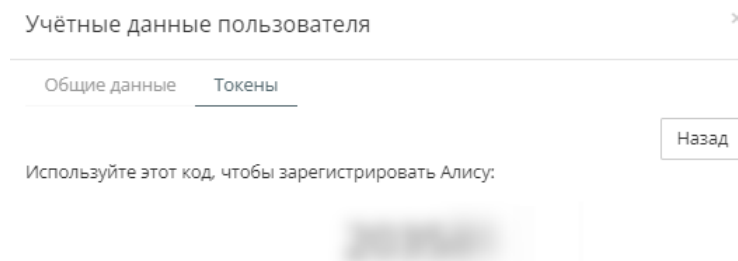 Учётные данные пользователя
Общие данные Токены
Назад
Используйте этот код, чтобы зарегистрировать Алису: